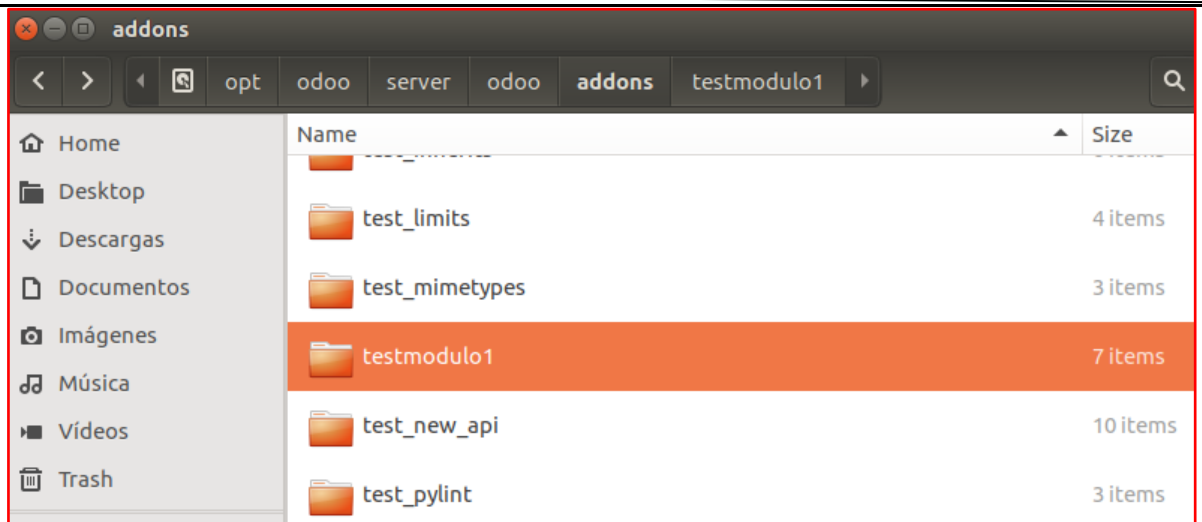 addons
opt odoo server odoo addons testmodulo1
Name Size
Home
Desktop
test_limits 4 items
Descargas
Documentos
test_mimetypes 3 items
Imágenes
testmodulo1 7 items
Música
Vídeos
test_new_api 10 items
Trash
test_pylint 3 items